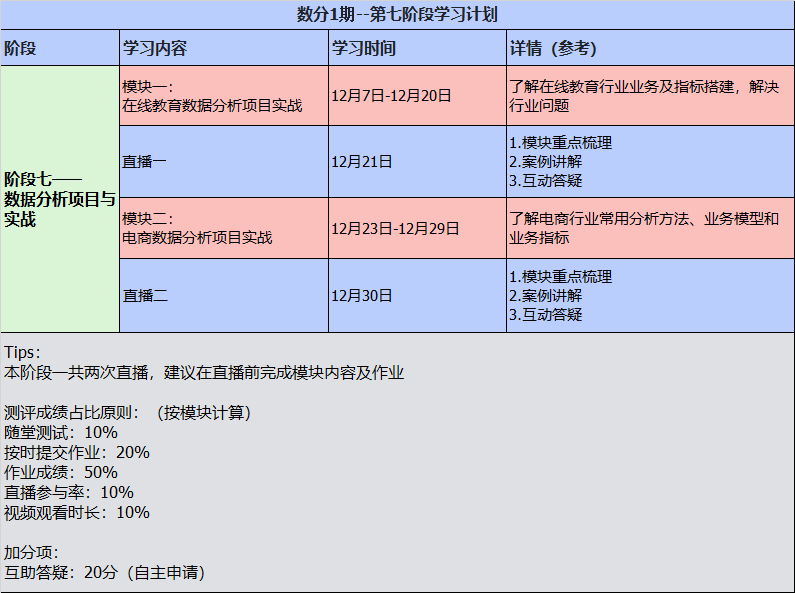 数分1期--第七阶段学习计划
阶段 学习内容 学习时间 详情（参考）
阶段七——
数据分析项目与
实战
模块一：
在线教育数据分析项目实战
12月7日-12月20日
了解在线教育行业业务及指标搭建，解决
行业问题
直播一
12月21日
1.模块重点梳理
2.案例讲解
3.互动答疑
模块二：
电商数据分析项目实战
12月23日-12月29日
了解电商行业常用分析方法、业务模型和
业务指标
直播二
12月30日
1.模块重点梳理
2.案例讲解
3.互动答疑
Tips：
本阶段一共两次直播，建议在直播前完成模块内容及作业
测评成绩占比原则：（按模块计算）
随堂测试：10%
按时提交作业：20%
作业成绩：50%
直播参与率：10%
视频观看时长：10%
加分项：
互助答疑：20分（自主申请）